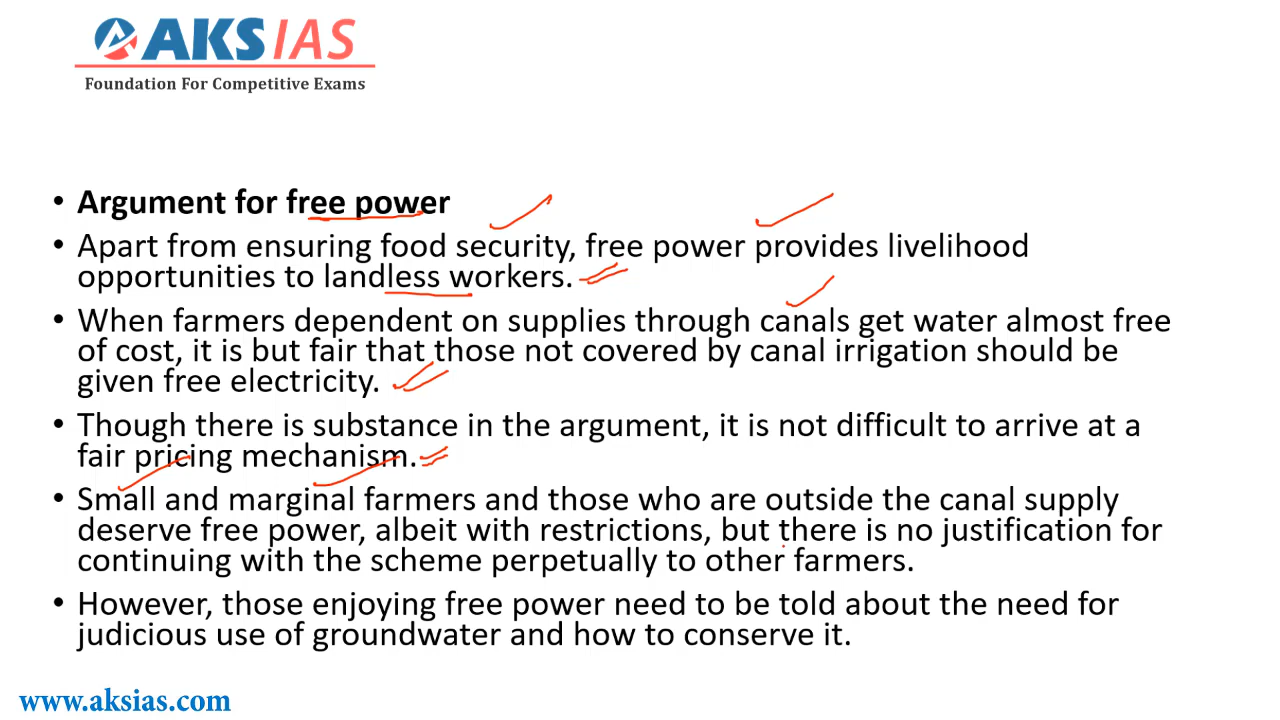 AKS IAS
Foundation For Competitive Exams
• Argument for free power
• Apart from ensuring food security, free power provides livelihood
opportunities to landless workers.
• When farmers dependent on supplies through canals get water almost free
of cost, it is but fair that those not covered by canal irrigation should be
given free electricity.
• Though there is substance in the argument, it is not difficult to arrive at a
fair pricing mechanism.
• Small and marginal farmers and those who are outside the canal supply
deserve free power, albeit with restrictions, but there is no justification for
continuing with the scheme perpetually to other farmers.
• However, those enjoying free power need to be told about the need for
judicious use of groundwater and how to conserve it.
www.aksias.com